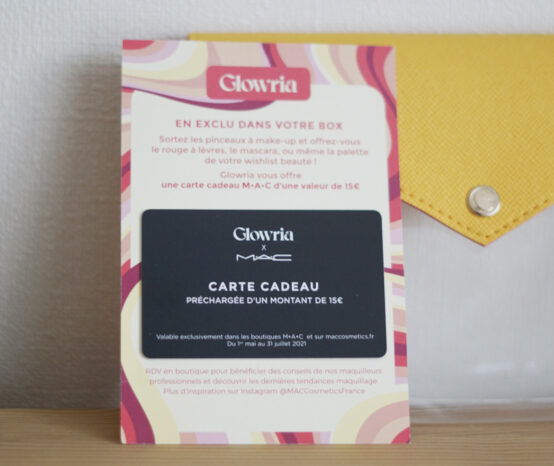 Glowria
EN EXCLU DANS VOTRE BOX
Sortez les pinceaux à make-up et offrez-vous
le rouge à lèvres, le mascara, ou même la palette
de votre wishlist beauté !
Glowria vous offre
une carte cadeau M•A•C d'une valeur de 15€
Glowria
X
MAC
CARTE CADEAU
PRÉCHARGÉE D'UN MONTANT DE 15€
Valable exclusivement dans les boutiques M•A•C et sur maccosmetics.fr
Du 1er mai au 31 juillet 2021
RDV en boutique pour bénéficier des conseils de nos maquilleurs
professionnels et découvrir les dernières tendances maquillage.
Plus d'inspiration sur Instagram @MACCosmeticsFrance